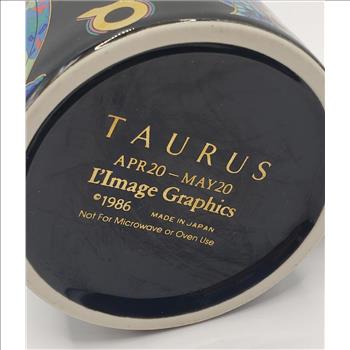 TAURUS
APR 20 – MAY 20
L'Image Graphics
©1986 MADE IN JAPAN
Not For Microwave or Oven Use